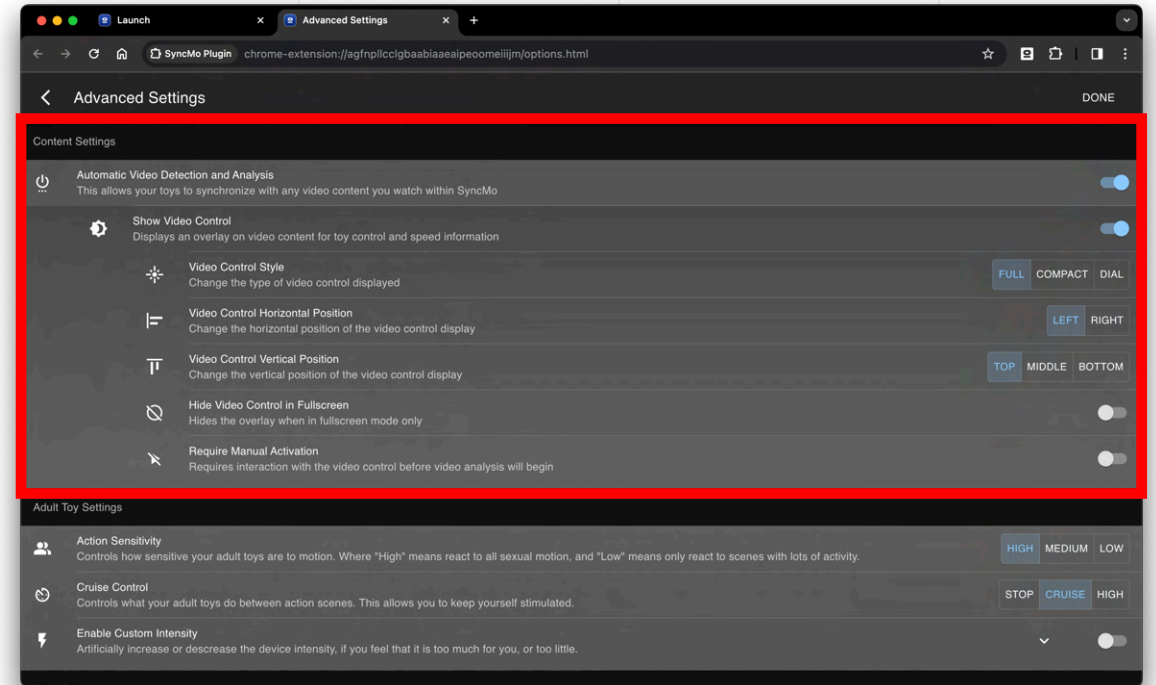 Launch
Advanced Settings
SyncMo Plugin chrome-extension://agfnpllcclgbaabiaaeaipeoomeiiijm/options.html
Advanced Settings DONE
Content Settings
Automatic Video Detection and Analysis
This allows your toys to synchronize with any video content you watch within SyncMo
Show Video Control
Displays an overlay on video content for toy control and speed information
Video Control Style
Change the type of video control displayed
FULL COMPACT DIAL
Video Control Horizontal Position
Change the horizontal position of the video control display
LEFT RIGHT
Video Control Vertical Position
Change the vertical position of the video control display
TOP MIDDLE BOTTOM
Hide Video Control in Fullscreen
Hides the overlay when in fullscreen mode only
Require Manual Activation
Requires interaction with the video control before video analysis will begin
Adult Toy Settings
Action Sensitivity
Controls how sensitive your adult toys are to motion. Where "High" means react to all sexual motion, and "Low" means only react to scenes with lots of activity.
HIGH MEDIUM LOW
Cruise Control
Controls what your adult toys do between action scenes. This allows you to keep yourself stimulated.
STOP CRUISE HIGH
Enable Custom Intensity
Artificially increase or descrease the device intensity, if you feel that it is too much for you, or too little.